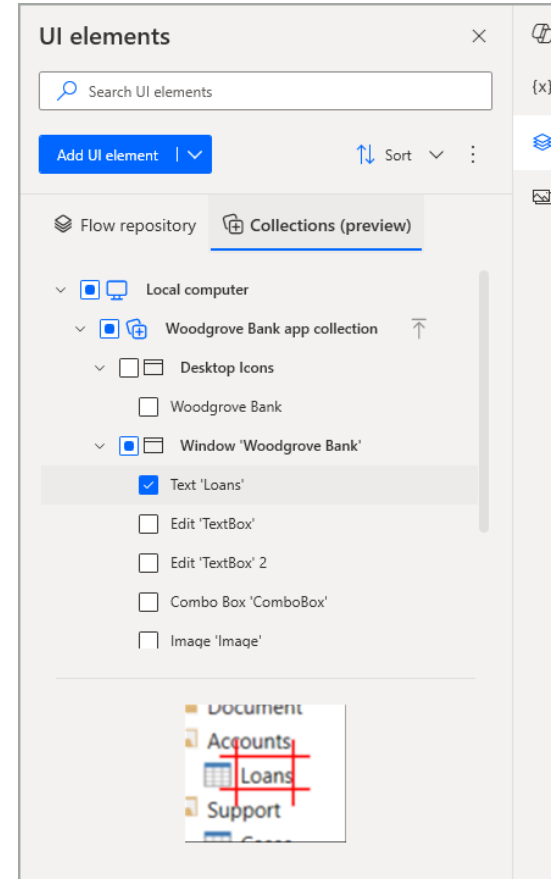 UI elements
Search UI elements
Add UI element
Sort
{x}
Flow repository
Collections (preview)
Local computer
Woodgrove Bank app collection
Desktop Icons
Woodgrove Bank
Window 'Woodgrove Bank'
Text 'Loans'
Edit 'TextBox'
Edit 'TextBox' 2
Combo Box 'ComboBox'
Image 'Image'
Document
Accounts
Loans
Support